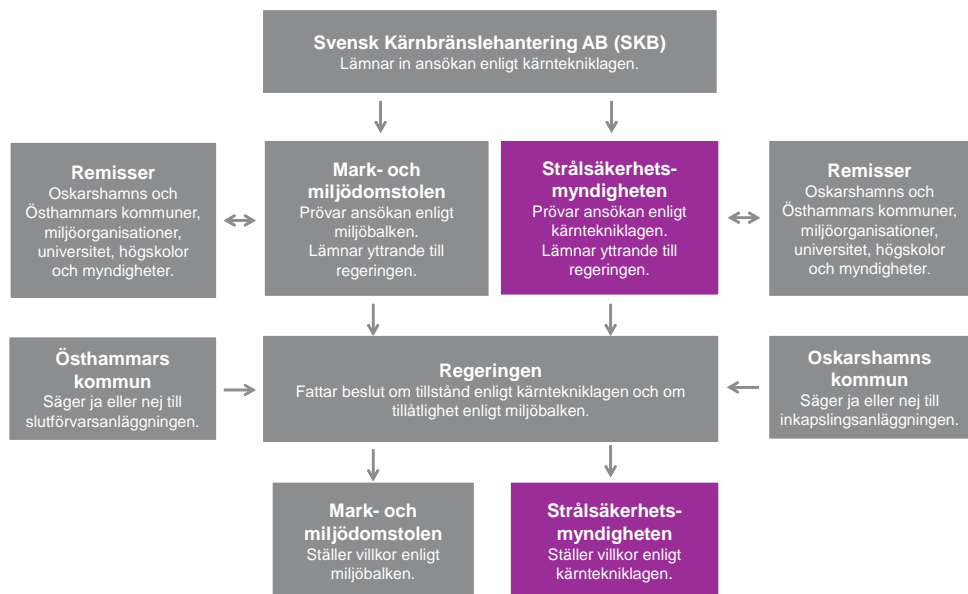 Svensk Kärnbränslehantering AB (SKB)
Lämnar in ansökan enligt kärntekniklagen.
Remisser
Oskarshamns och
Östhammars kommuner,
miljöorganisationer,
universitet, högskolor
och myndigheter.
Mark- och
miljödomstolen
Prövar ansökan enligt
miljöbalken.
Lämnar yttrande till
regeringen.
Strålsäkerhets-
myndigheten
Prövar ansökan enligt
kärntekniklagen.
Lämnar yttrande till
regeringen.
Remisser
Oskarshamns och
Östhammars kommuner,
miljöorganisationer,
universitet, högskolor
och myndigheter.
Östhammars
kommun
Säger ja eller nej till
slutförvarsanläggningen.
Regeringen
Fattar beslut om tillstånd enligt kärntekniklagen och om
tillåtlighet enligt miljöbalken.
Oskarshamns
kommun
Säger ja eller nej till
inkapslingsanläggningen.
Mark- och
miljödomstolen
Ställer villkor enligt
miljöbalken.
Strålsäkerhets-
myndigheten
Ställer villkor enligt
kärntekniklagen.